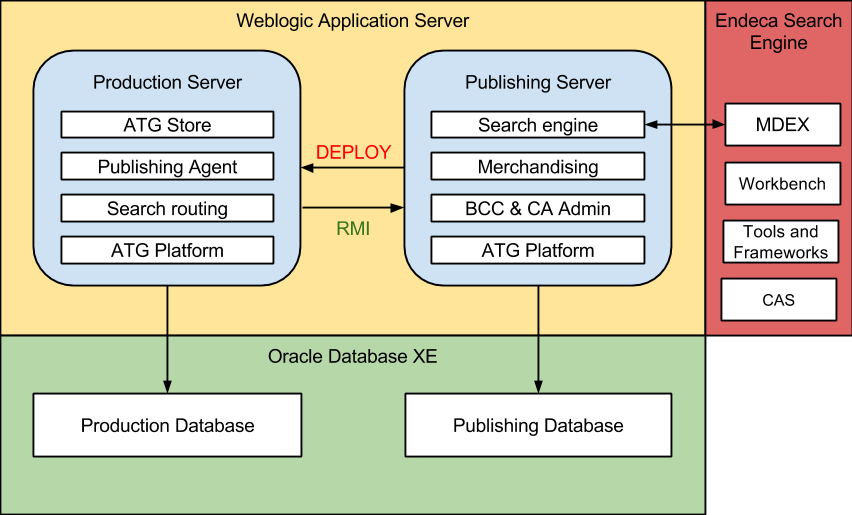 Weblogic Application Server
Endeca Search
Engine
Production Server
ATG Store
Publishing Agent
Search routing
ATG Platform
DEPLOY
RMI
Publishing Server
Search engine
Merchandising
BCC & CA Admin
ATG Platform
MDEX
Workbench
Tools and
Frameworks
CAS
Oracle Database XE
Production Database
Publishing Database